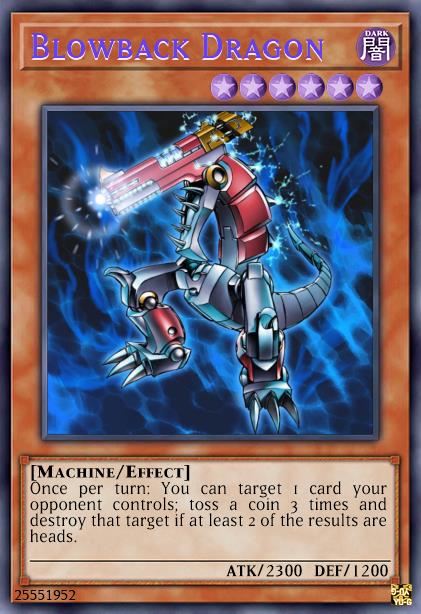 BLOWBACK DRAGON
DARK
闇
[MACHINE/EFFECT]
Once per turn: You can target 1 card your
opponent controls; toss a coin 3 times and
destroy that target if at least 2 of the results are
heads.
ATK/2300 DEF/1200
25551952